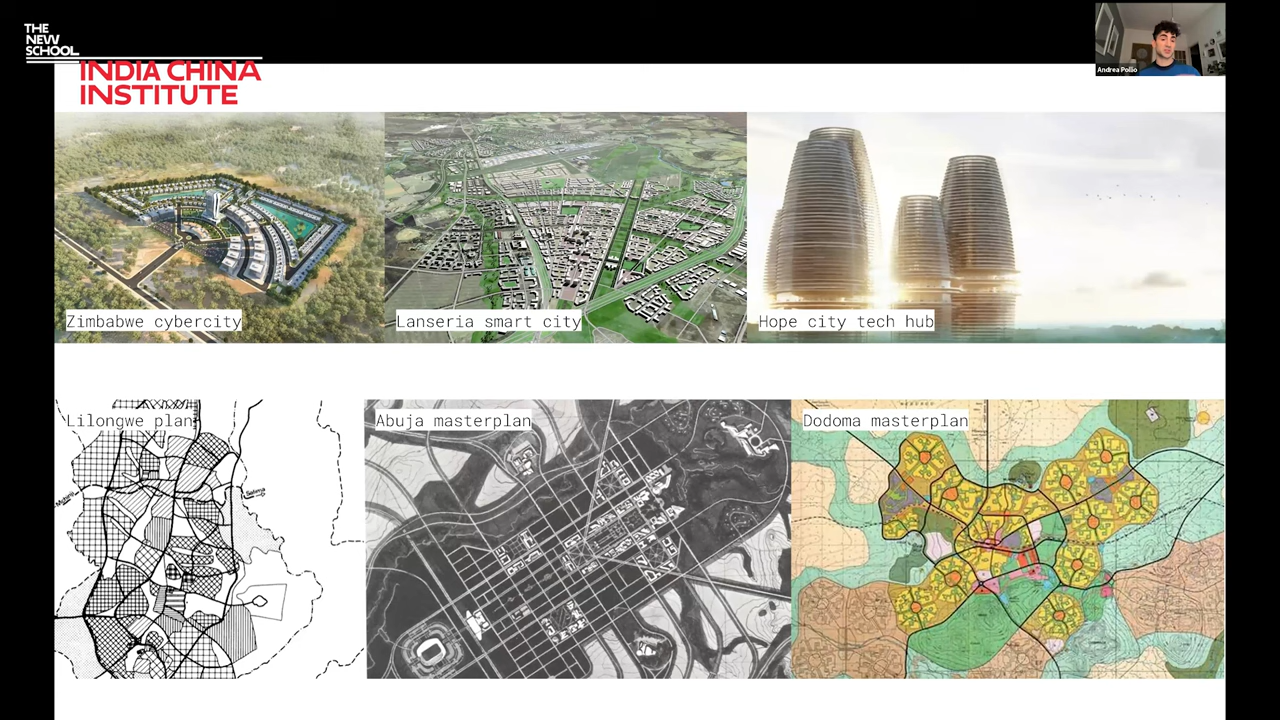 THE
NEW
SCHOOL
INDIA CHINA
INSTITUTE
Andrea Pollio
Zimbabwe cybercity
Lanseria smart city
Hope city tech hub
Lilongwe plan
Abuja masterplan
Dodoma masterplan
Salima